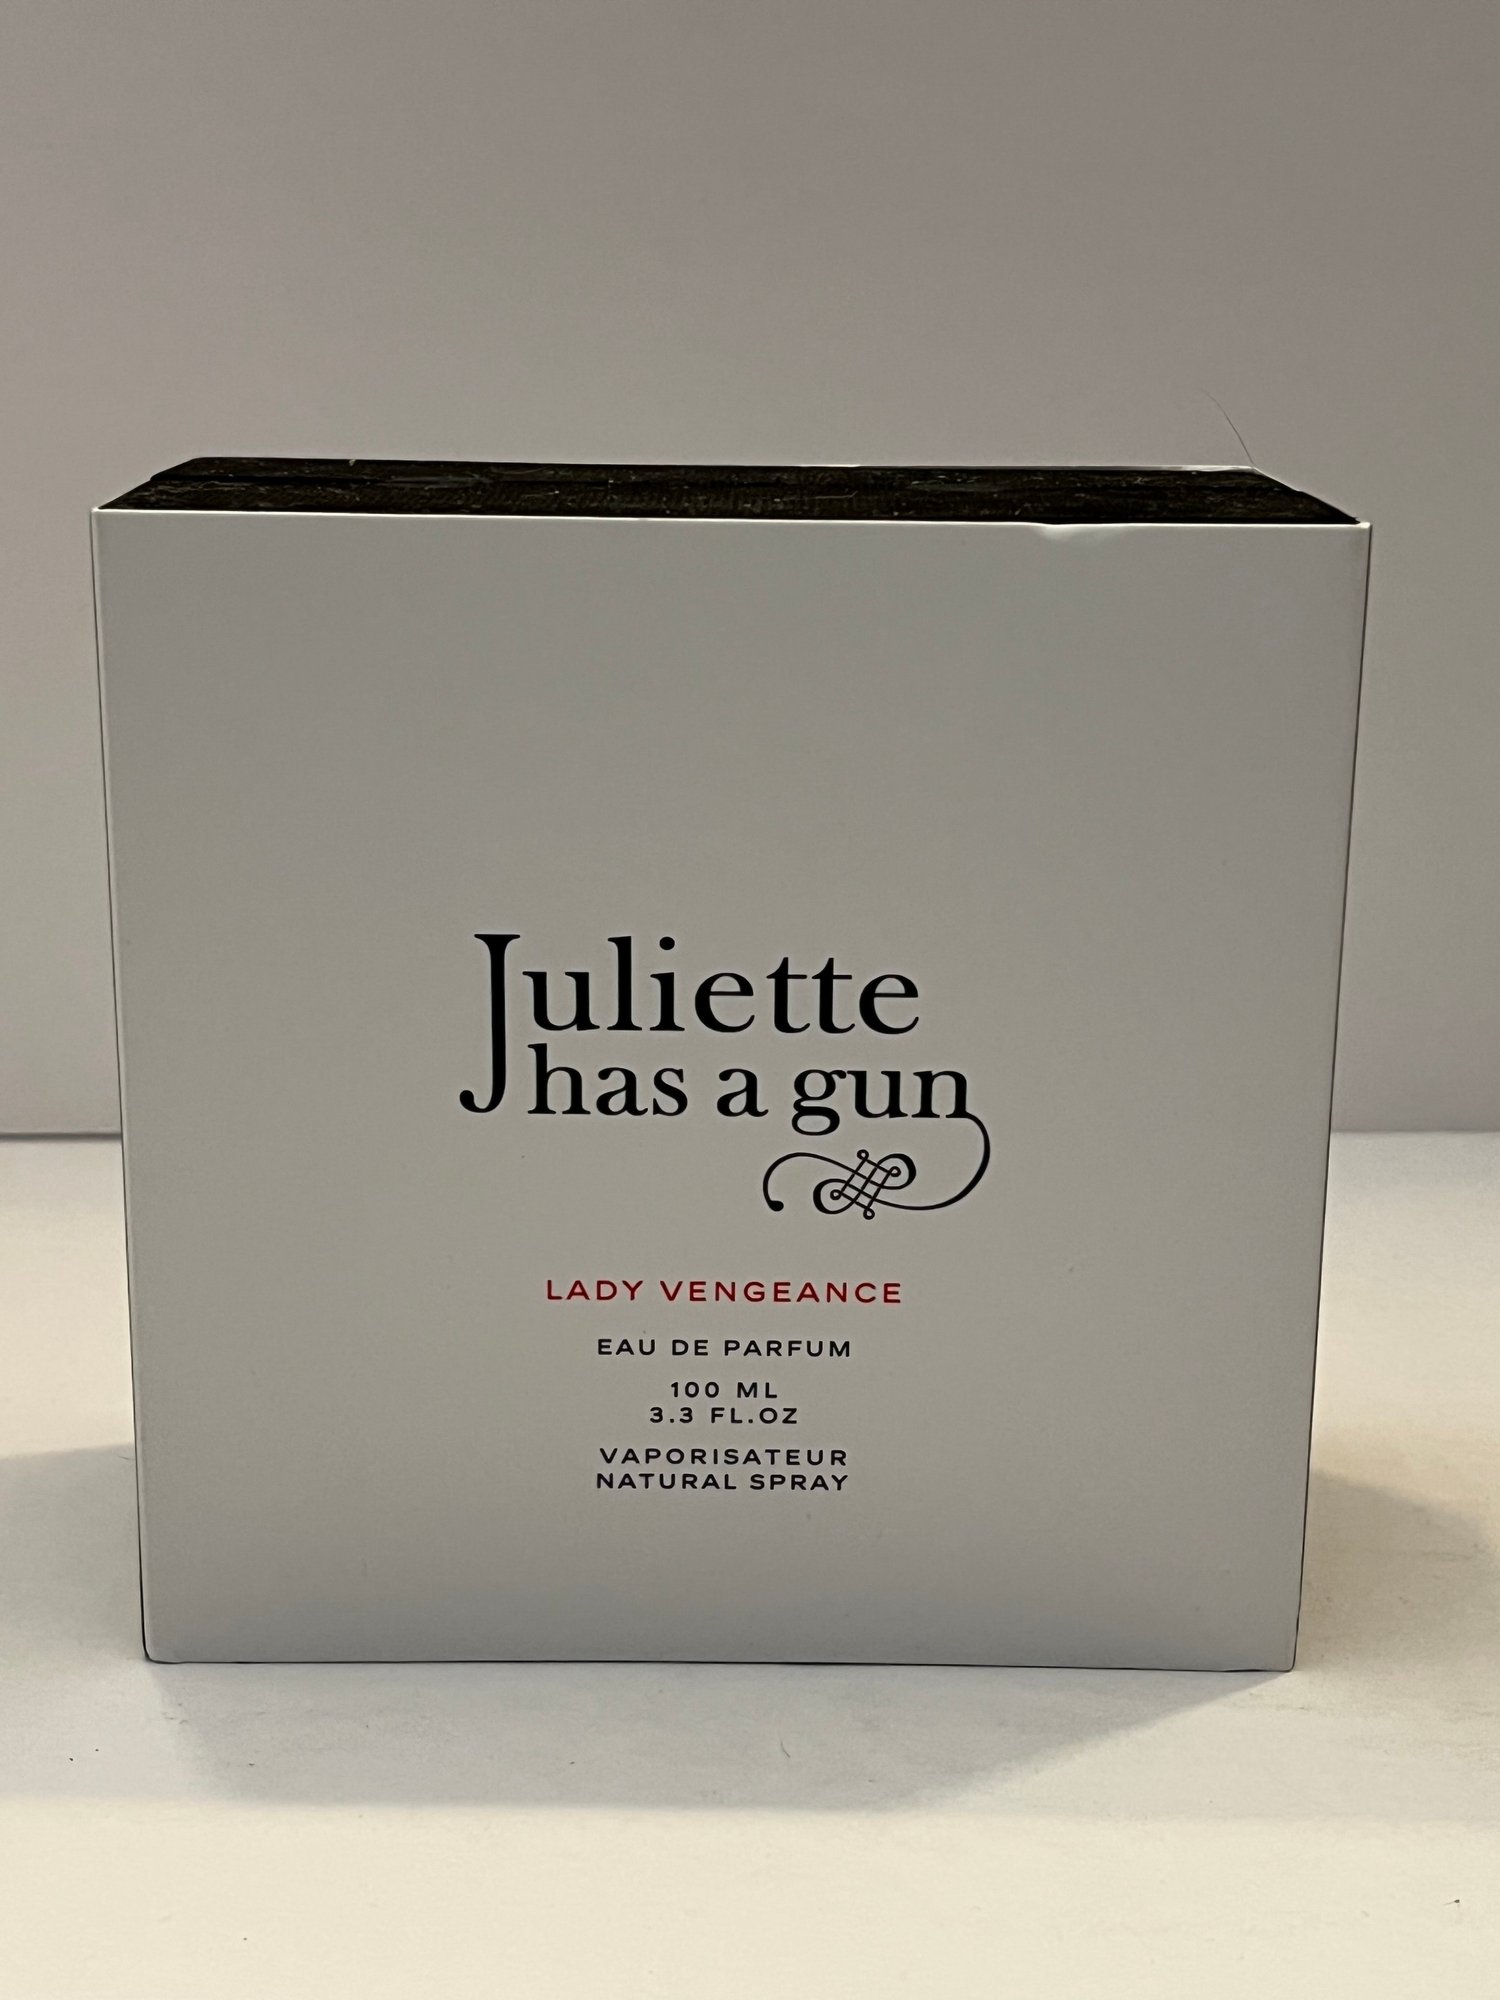 Juliette
has a gun
LADY VENGEANCE
EAU DE PARFUM
100 ML
3.3 FL.OZ
VAPORISATEUR
NATURAL SPRAY